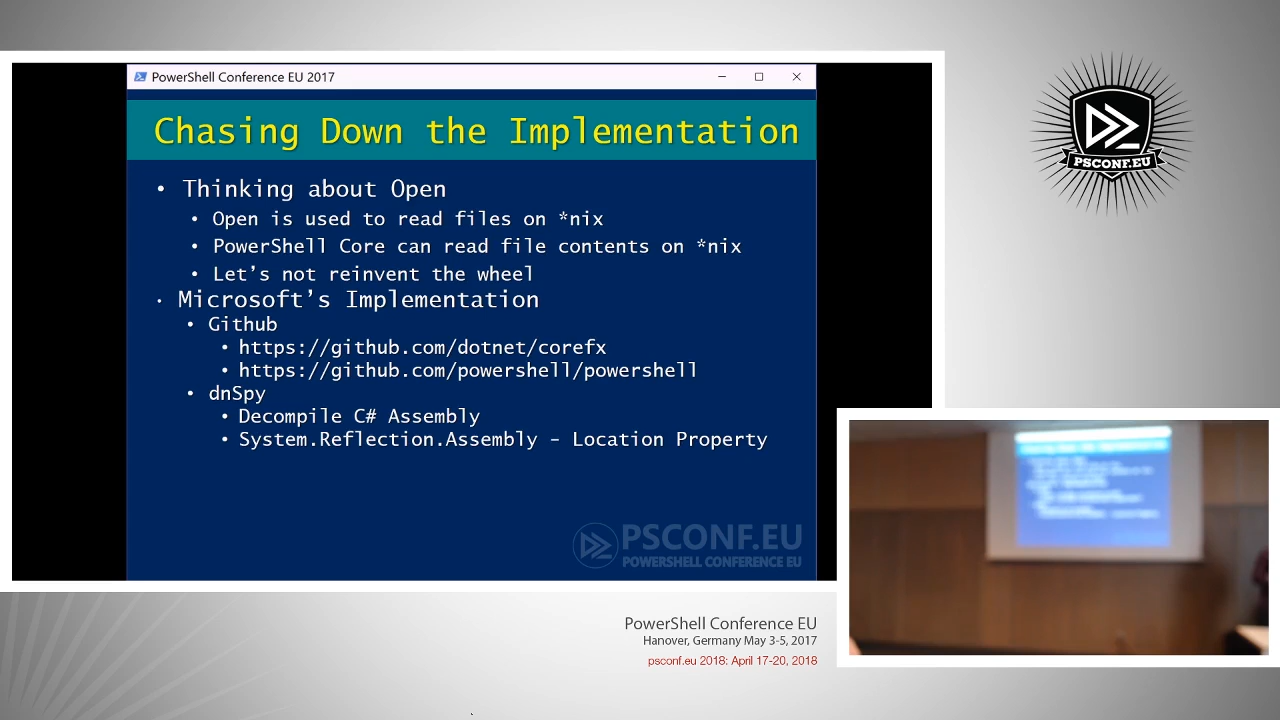 PowerShell Conference EU 2017
Chasing Down the Implementation
• Thinking about Open
• Open is used to read files on *nix
• PowerShell Core can read file contents on *nix
• Let’s not reinvent the wheel
• Microsoft’s Implementation
• Github
• https://github.com/dotnet/corefx
• https://github.com/powershell/powershell
• dnSpy
• Decompile C# Assembly
• System.Reflection.Assembly – Location Property
PSCONF.EU
POWERSHELL CONFERENCE EU
PSCONF.EU
PowerShell Conference EU
Hanover, Germany May 3-5, 2017
psconf.eu 2018: April 17-20, 2018